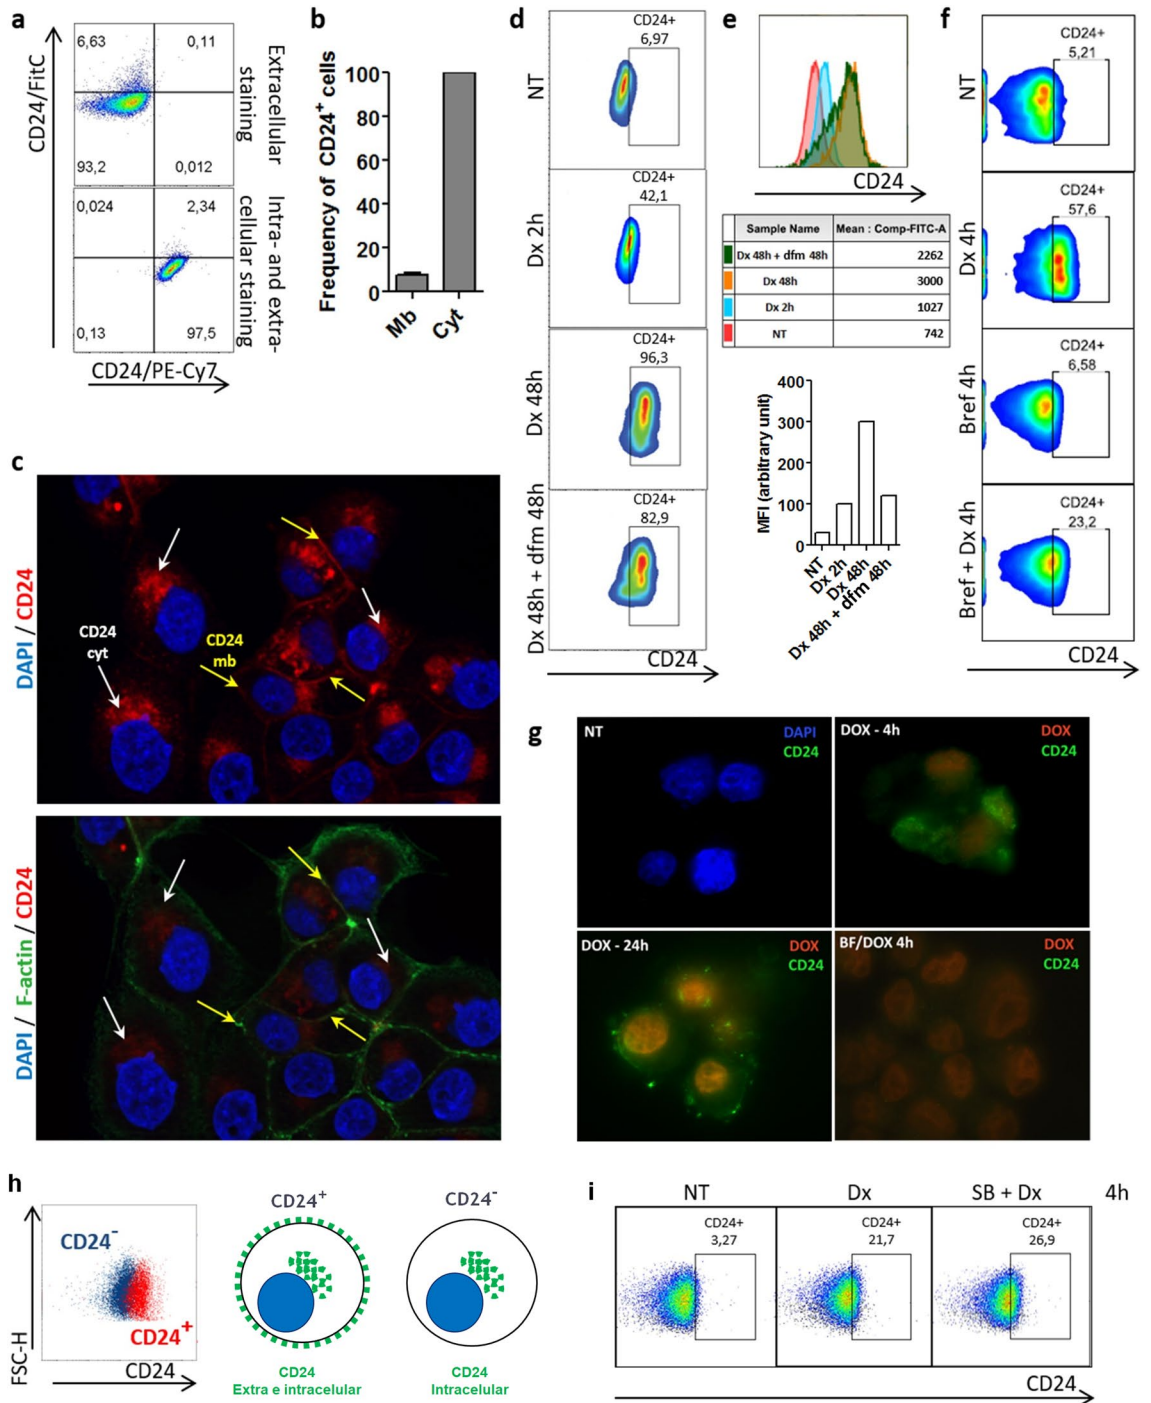 a
CD24/FitC
6,63
0,11
93,2
0,012
Extracellular
staining
0,024
2,34
0,13
97,5
Intra- and extra-
cellular staining
CD24/PE-Cy7
b
Frequency of CD24+ cells
100
80
60
40
20
0
Mb
Cyt
c
DAPI / CD24
CD24
cyt
CD24
mb
DAPI / F-actin / CD24
d
NT
CD24+
6,97
Dx 2h
CD24+
42,1
Dx 48h
CD24+
96,3
Dx 48h + dfm 48h
CD24+
82,9
CD24
e
CD24
Sample Name Mean : Comp-FITC-A
Dx 48h + dfm 48h 2262
Dx 48h 3000
Dx 2h 1027
NT 742
MFI (arbitrary unit)
400
300
200
100
0
NT
Dx 2h
Dx 48h
Dx 48h + dfm 48h
f
NT
CD24+
5,21
Dx 4h
CD24+
57,6
Bref 4h
CD24+
6,58
Bref + Dx 4h
CD24+
23,2
CD24
g
NT
DAPI
CD24
DOX - 4h
DOX
CD24
DOX - 24h
DOX
CD24
BF/DOX 4h
DOX
CD24
h
FSC-H
CD24-
CD24+
CD24
CD24+
CD24
Extra e intracelular
CD24-
CD24
Intracelular
i
NT
Dx
SB + Dx
4h
CD24+
3,27
CD24+
21,7
CD24+
26,9
CD24